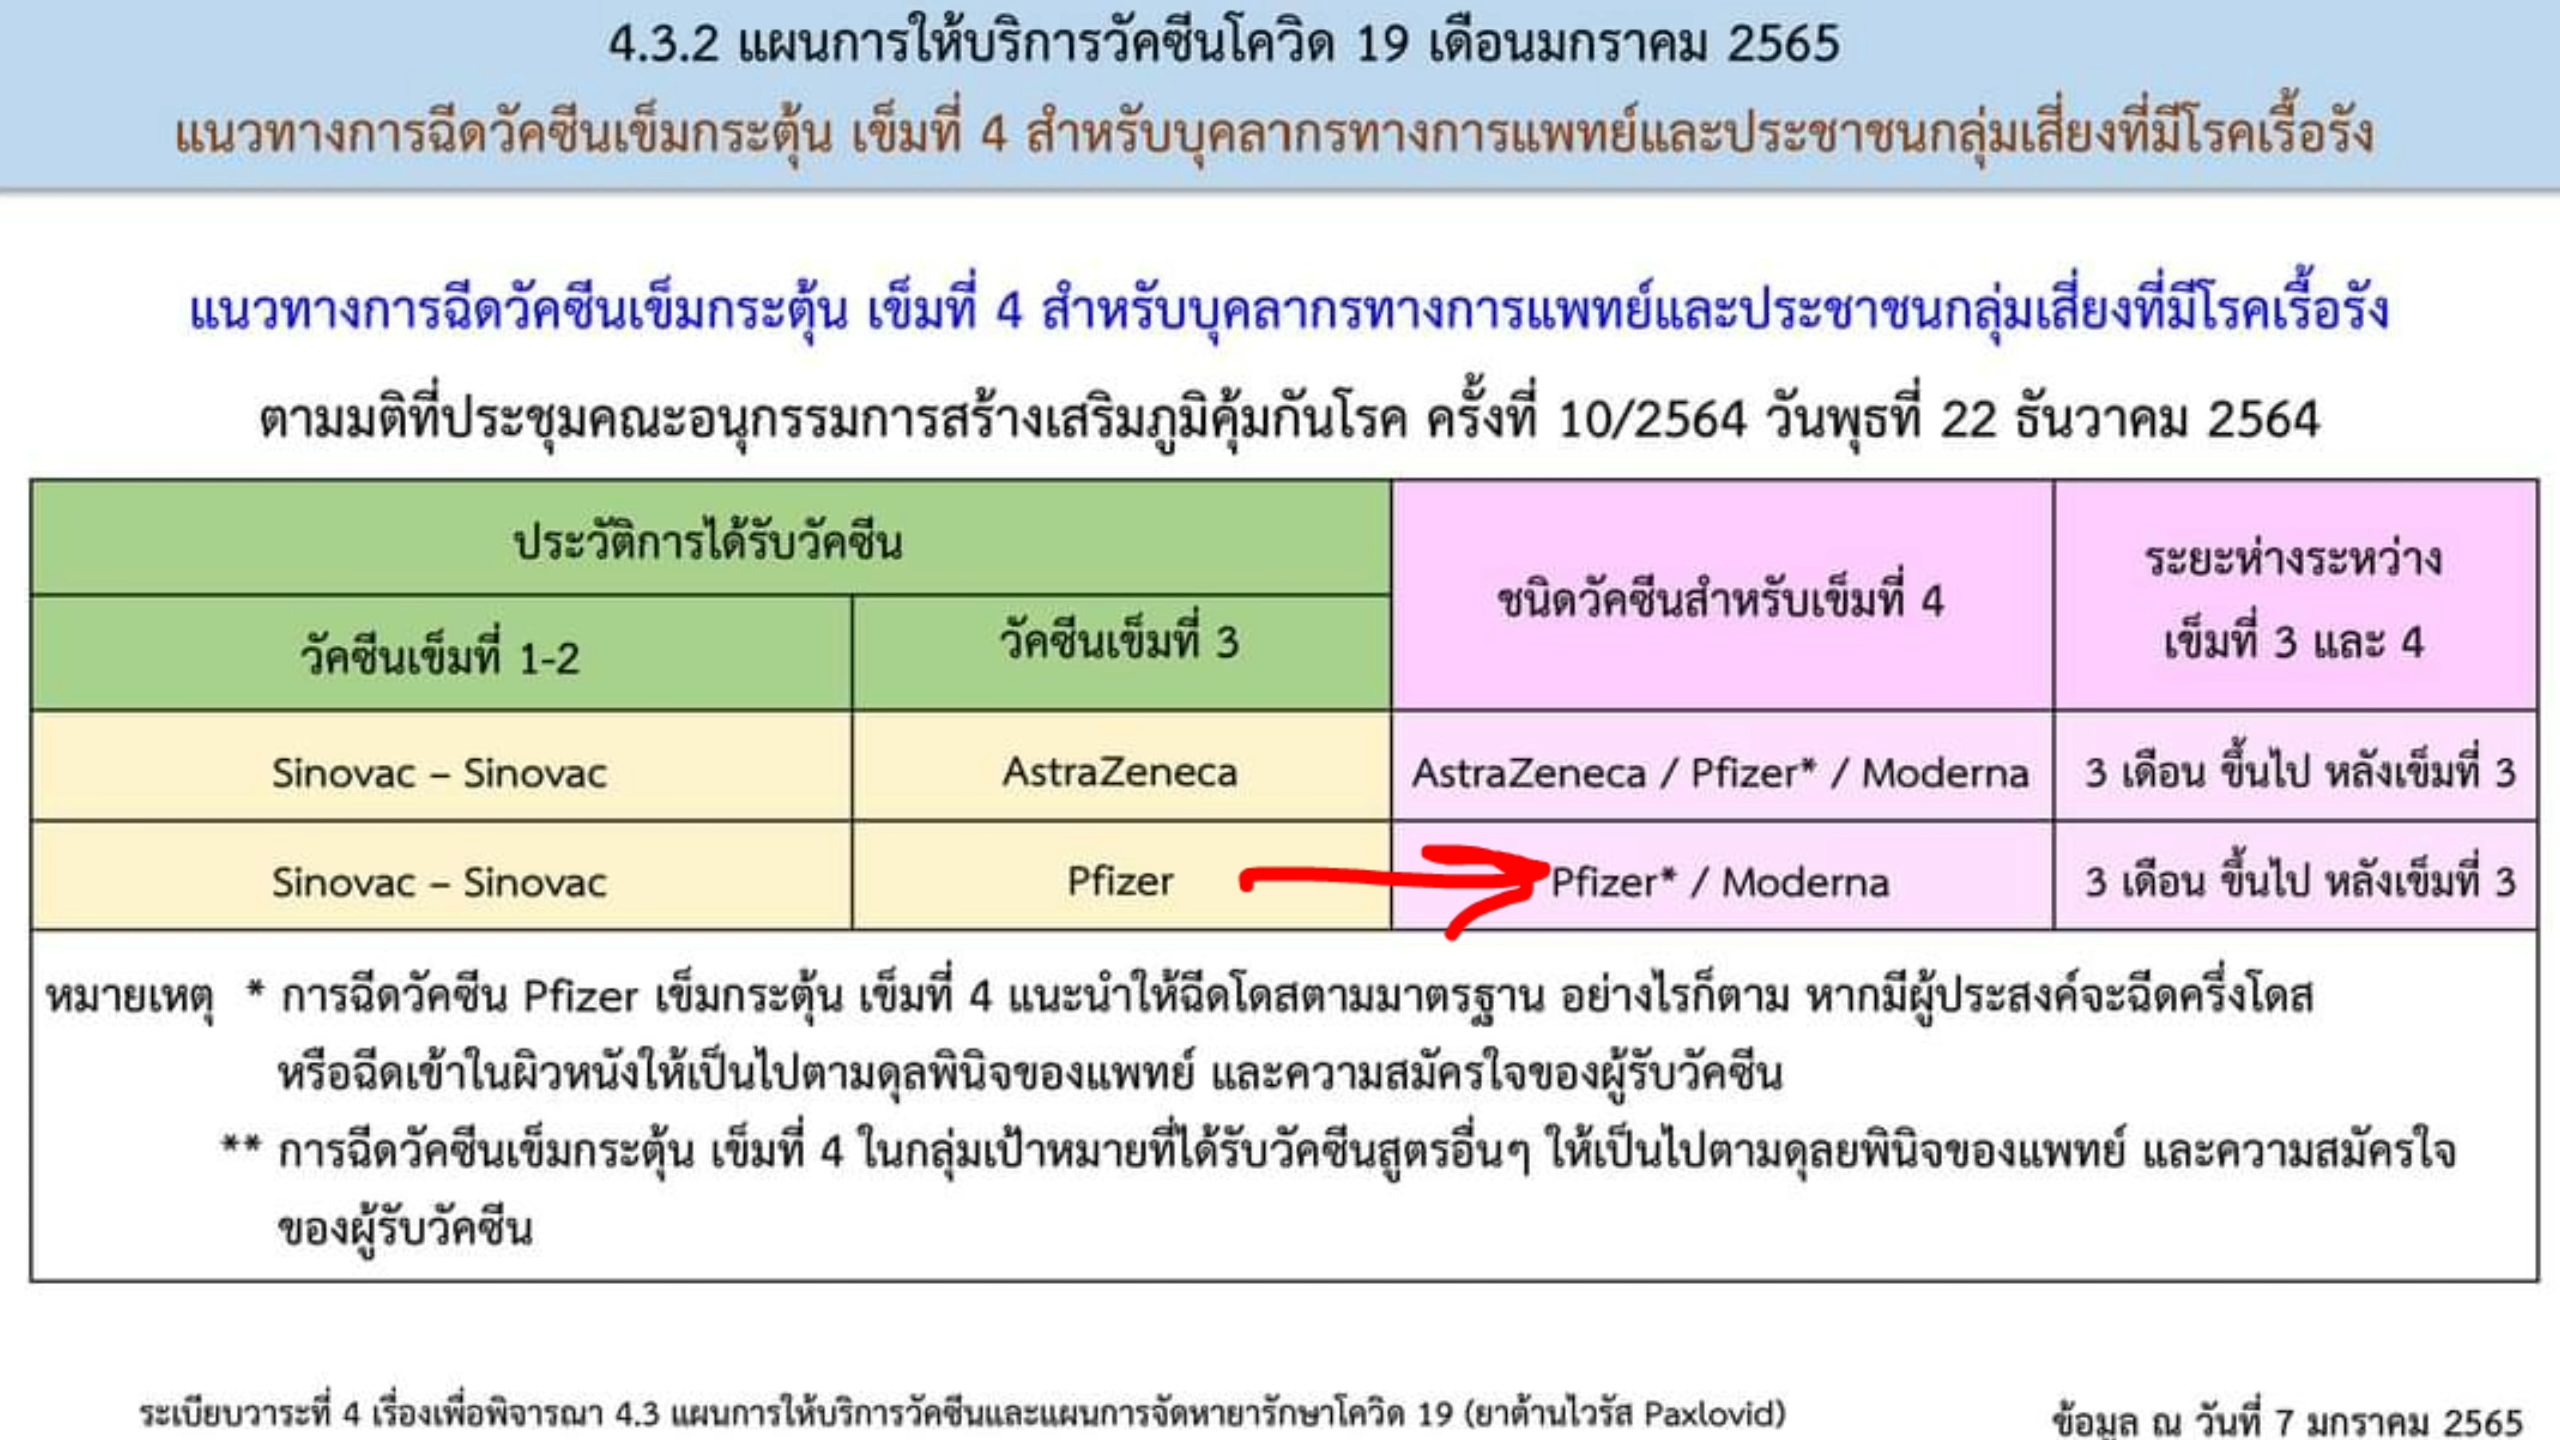 4.3.2 แผนการให้บริการวัคซีนโควิด 19 เดือนมกราคม 2565
แนวทางการฉีดวัคซีนเข็มกระตุ้น เข็มที่ 4 สำหรับบุคลากรทางการแพทย์และประชาชนกลุ่มเสี่ยงที่มีโรคเรื้อรัง
แนวทางการฉีดวัคซีนเข็มกระตุ้น เข็มที่ 4 สำหรับบุคลากรทางการแพทย์และประชาชนกลุ่มเสี่ยงที่มีโรคเรื้อรัง
ตามมติที่ประชุมคณะอนุกรรมการสร้างเสริมภูมิคุ้มกันโรค ครั้งที่ 10/2564 วันพุธที่ 22 ธันวาคม 2564
ประวัติการได้รับวัคซีน
วัคซีนเข็มที่ 1-2
วัคซีนเข็มที่ 3
ชนิดวัคซีนสำหรับเข็มที่ 4
ระยะห่างระหว่าง
เข็มที่ 3 และ 4
Sinovac – Sinovac
AstraZeneca
AstraZeneca / Pfizer* / Moderna
3 เดือน ขึ้นไป หลังเข็มที่ 3
Sinovac – Sinovac
Pfizer
Pfizer* / Moderna
3 เดือน ขึ้นไป หลังเข็มที่ 3
หมายเหตุ * การฉีดวัคซีน Pfizer เข็มกระตุ้น เข็มที่ 4 แนะนำให้ฉีดโดสตามมาตรฐาน อย่างไรก็ตาม หากมีผู้ประสงค์จะฉีดครึ่งโดส
หรือฉีดเข้าในผิวหนังให้เป็นไปตามดุลพินิจของแพทย์ และความสมัครใจของผู้รับวัคซีน
** การฉีดวัคซีนเข็มกระตุ้น เข็มที่ 4 ในกลุ่มเป้าหมายที่ได้รับวัคซีนสูตรอื่นๆ ให้เป็นไปตามดุลยพินิจของแพทย์ และความสมัครใจ
ของผู้รับวัคซีน
ระเบียบวาระที่ 4 เรื่องเพื่อพิจารณา 4.3 แผนการให้บริการวัคซีนและแผนการจัดหายารักษาโควิด 19 (ยาต้านไวรัส Paxlovid)
ข้อมูล ณ วันที่ 7 มกราคม 2565